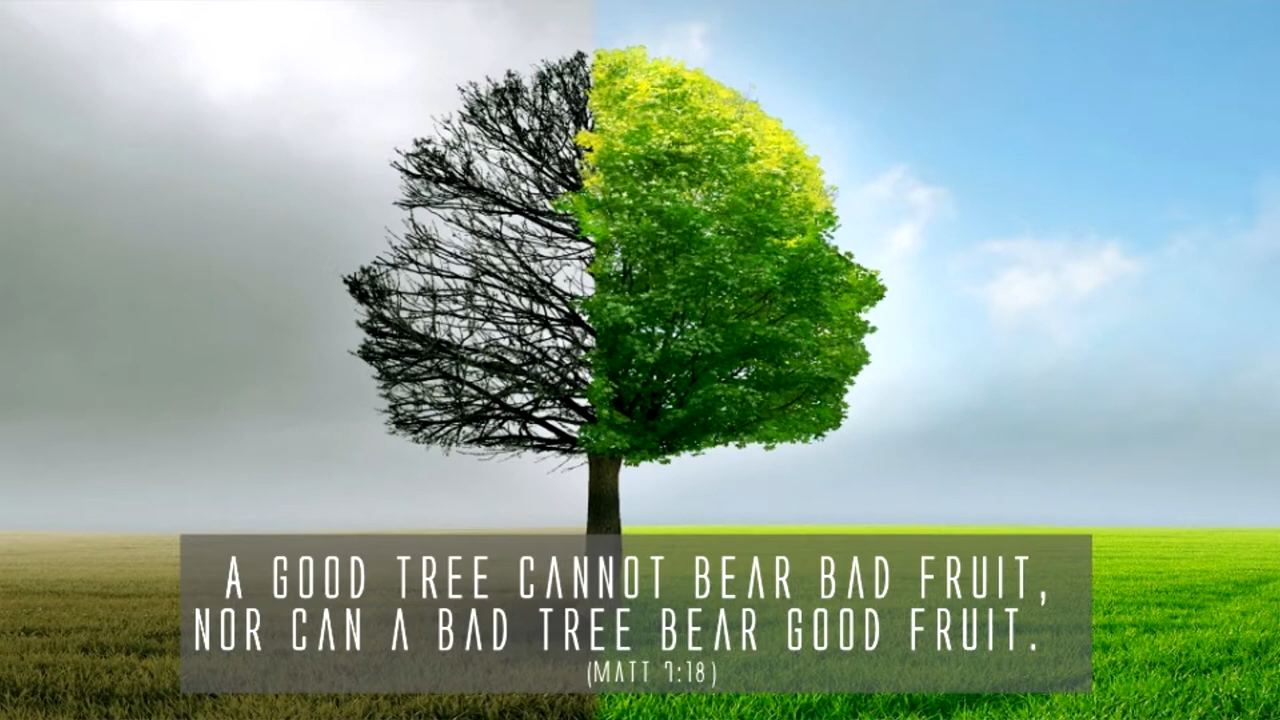 A GOOD TREE CANNOT BEAR BAD FRUIT,
NOR CAN A BAD TREE BEAR GOOD FRUIT.
(MATT 7:18)